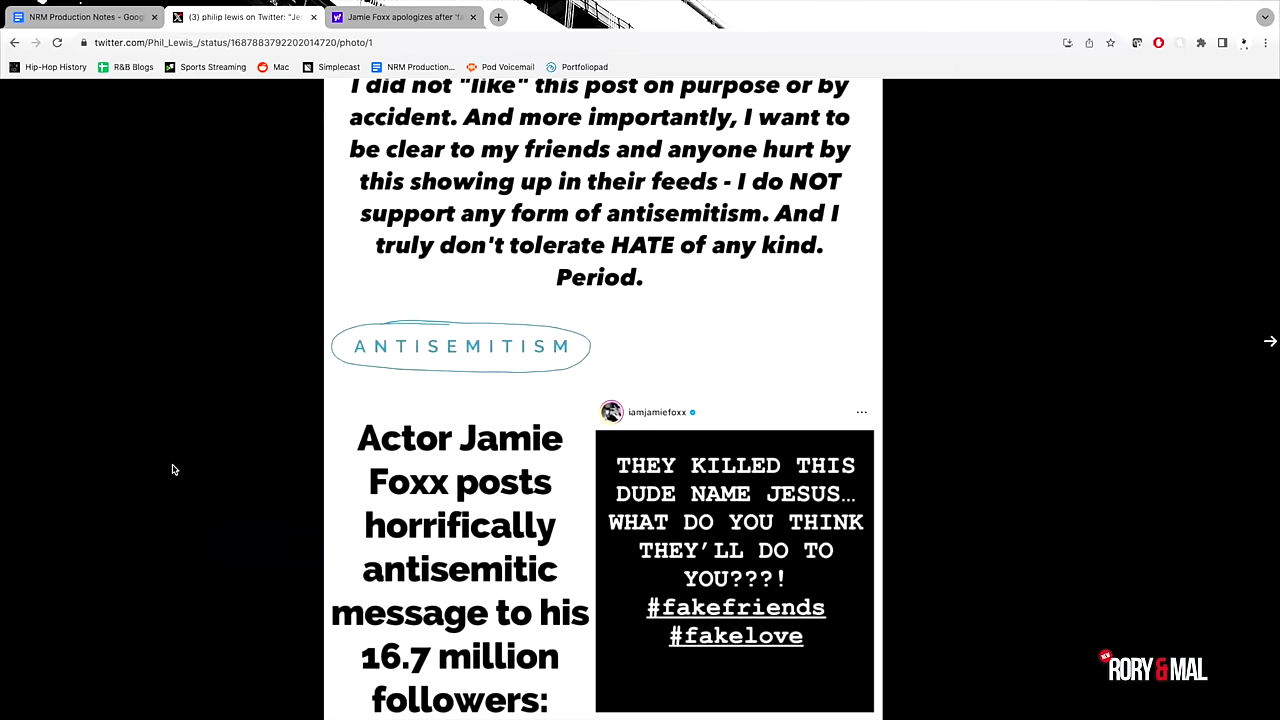 NRM Production Notes - Goog
(3) philip lewis on Twitter: "Je
Jamie Foxx apologizes after 'fa
twitter.com/Phil_Lewis_/status/1687883792202014720/photo/1
Hip-Hop History
R&B Blogs
Sports Streaming
Mac
Simplecast
NRM Production...
Pod Voicemail
Portfoliopad
I did not "like" this post on purpose or by
accident. And more importantly, I want to
be clear to my friends and anyone hurt by
this showing up in their feeds - I do NOT
support any form of antisemitism. And I
truly don't tolerate HATE of any kind.
Period.
ANTISEMITISM
Actor Jamie
Foxx posts
horrifically
antisemitic
message to his
16.7 million
followers:
iamjamiefoxx
THEY KILLED THIS
DUDE NAME JESUS…
WHAT DO YOU THINK
THEY'LL DO TO
YOU???!
#fakefriends
#fakelove
NEW
RORY & MAL